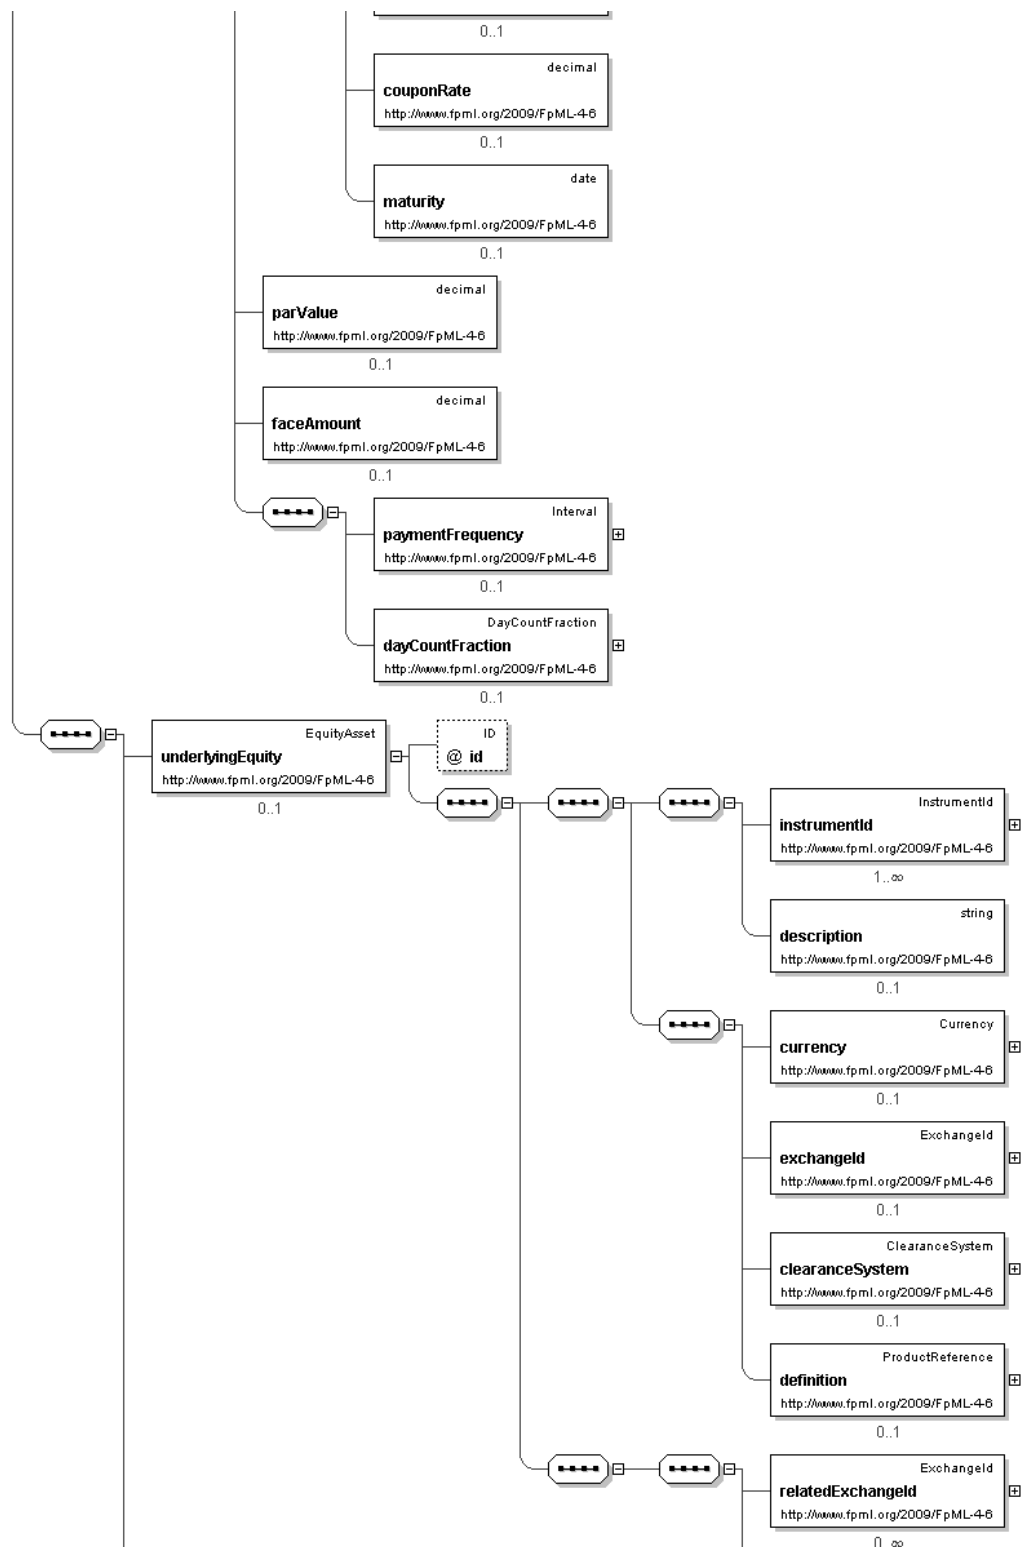 0..1
decimal
couponRate
http://www.fpml.org/2009/FpML-4-6
0..1
date
maturity
http://www.fpml.org/2009/FpML-4-6
0..1
decimal
parValue
http://www.fpml.org/2009/FpML-4-6
0..1
decimal
faceAmount
http://www.fpml.org/2009/FpML-4-6
0..1
Interval
paymentFrequency
http://www.fpml.org/2009/FpML-4-6
0..1
DayCountFraction
dayCountFraction
http://www.fpml.org/2009/FpML-4-6
0..1
EquityAsset
underlyingEquity
http://www.fpml.org/2009/FpML-4-6
0..1
ID
@ id
InstrumentId
instrumentId
http://www.fpml.org/2009/FpML-4-6
1..∞
string
description
http://www.fpml.org/2009/FpML-4-6
0..1
Currency
currency
http://www.fpml.org/2009/FpML-4-6
0..1
ExchangeId
exchangeId
http://www.fpml.org/2009/FpML-4-6
0..1
ClearanceSystem
clearanceSystem
http://www.fpml.org/2009/FpML-4-6
0..1
ProductReference
definition
http://www.fpml.org/2009/FpML-4-6
0..1
ExchangeId
relatedExchangeId
http://www.fpml.org/2009/FpML-4-6
0..∞